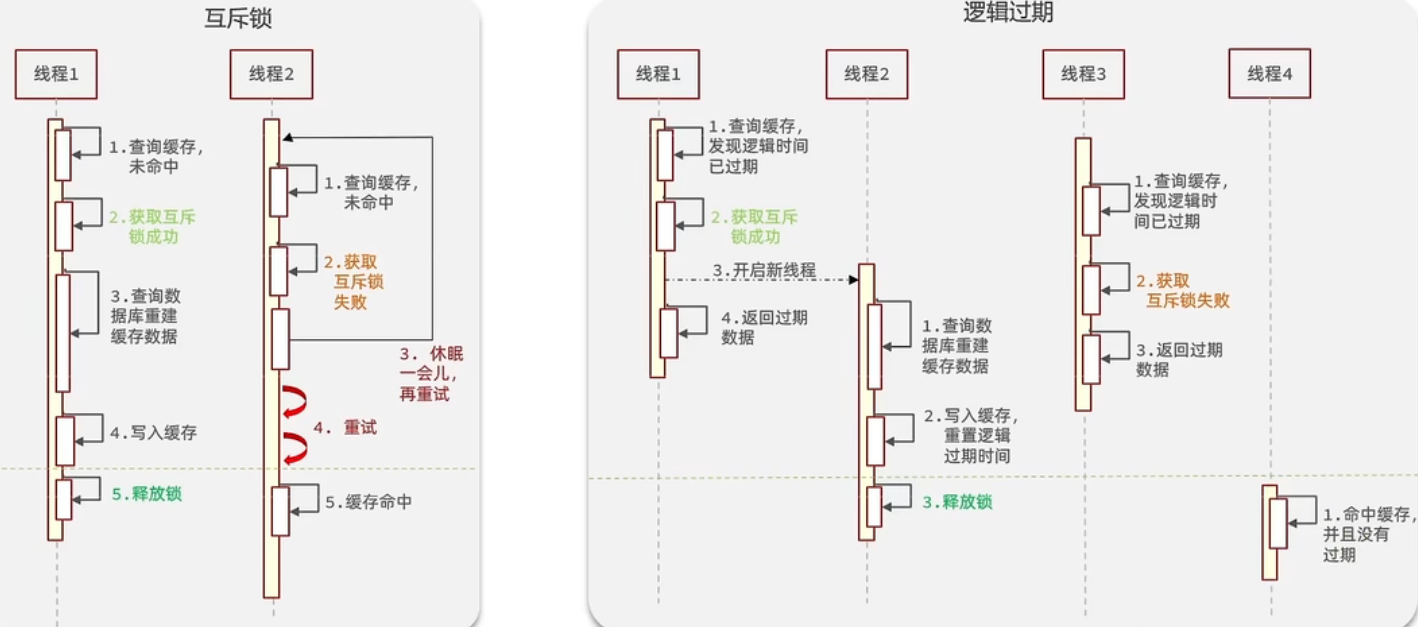 互斥锁
线程1
线程2
1.查询缓存，
未命中
2.获取互斥
锁成功
3.查询数
据库重建
缓存数据
4.写入缓存
5.释放锁
1.查询缓存，
未命中
2.获取
互斥锁
失败
3. 休眠
一会儿，
再重试
4. 重试
5.缓存命中
逻辑过期
线程1
线程2
线程3
线程4
1.查询缓存，
发现逻辑时间
已过期
2.获取互斥
锁成功
3.开启新线程
4.返回过期
数据
1.查询数
据库重建
缓存数据
2.写入缓存，
重置逻辑
过期时间
3.释放锁
1.查询缓存，
发现逻辑时
间已过期
2.获取
互斥锁失败
3.返回过期
数据
1.命中缓存，
并且没有
过期